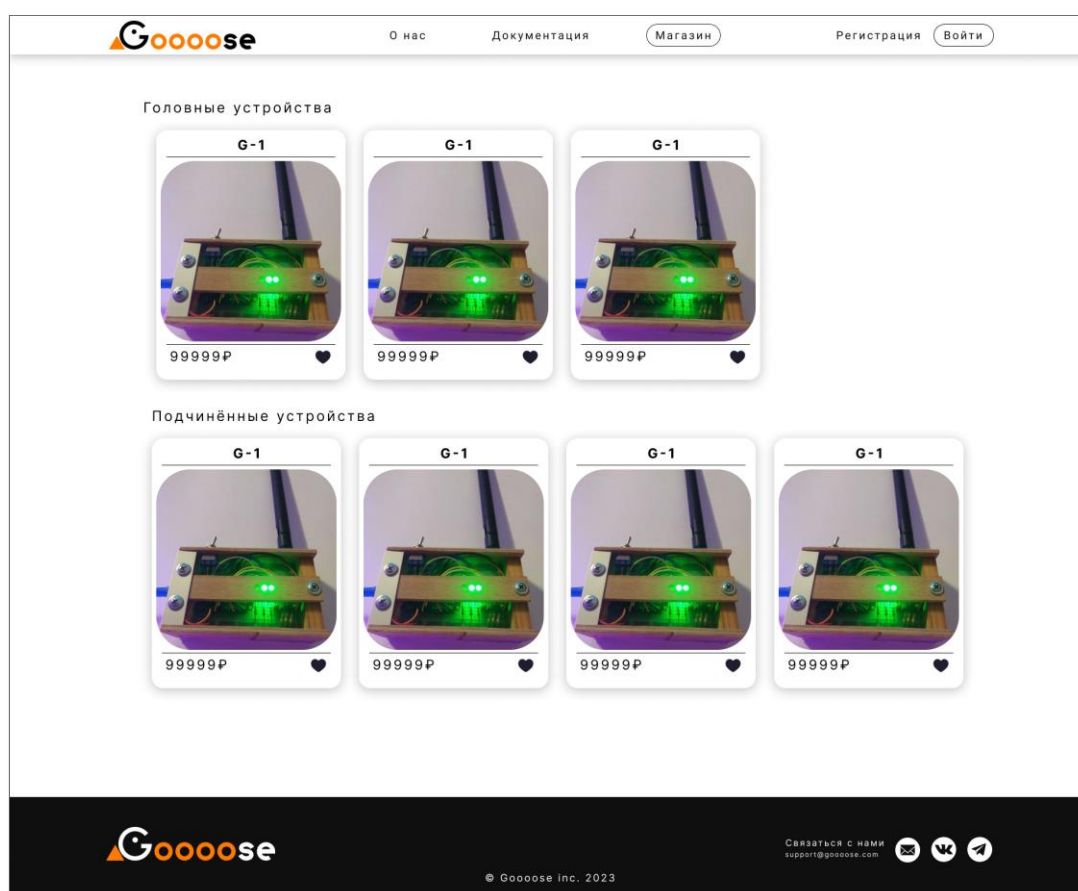 Goooose
О нас
Документация
Магазин
Регистрация
Войти
Головные устройства
G-1
G-1
G-1
99999₽
99999₽
99999₽
Подчинённые устройства
G-1
G-1
G-1
G-1
99999₽
99999₽
99999₽
99999₽
Goooose
Связаться с нами
support@goooose.com
© Goooose inc. 2023